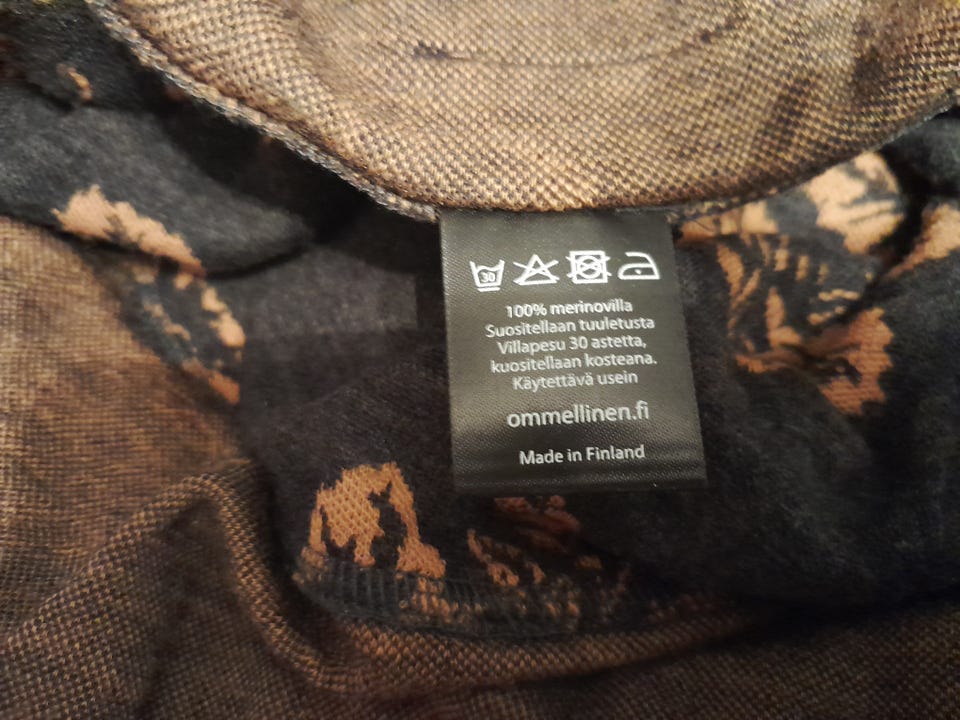 30
100% merinovilla
Suositellaan tuuletusta
Villapesu 30 astetta,
kuositellaan kosteana.
Käytettävä usein
ommellinen.fi
Made in Finland